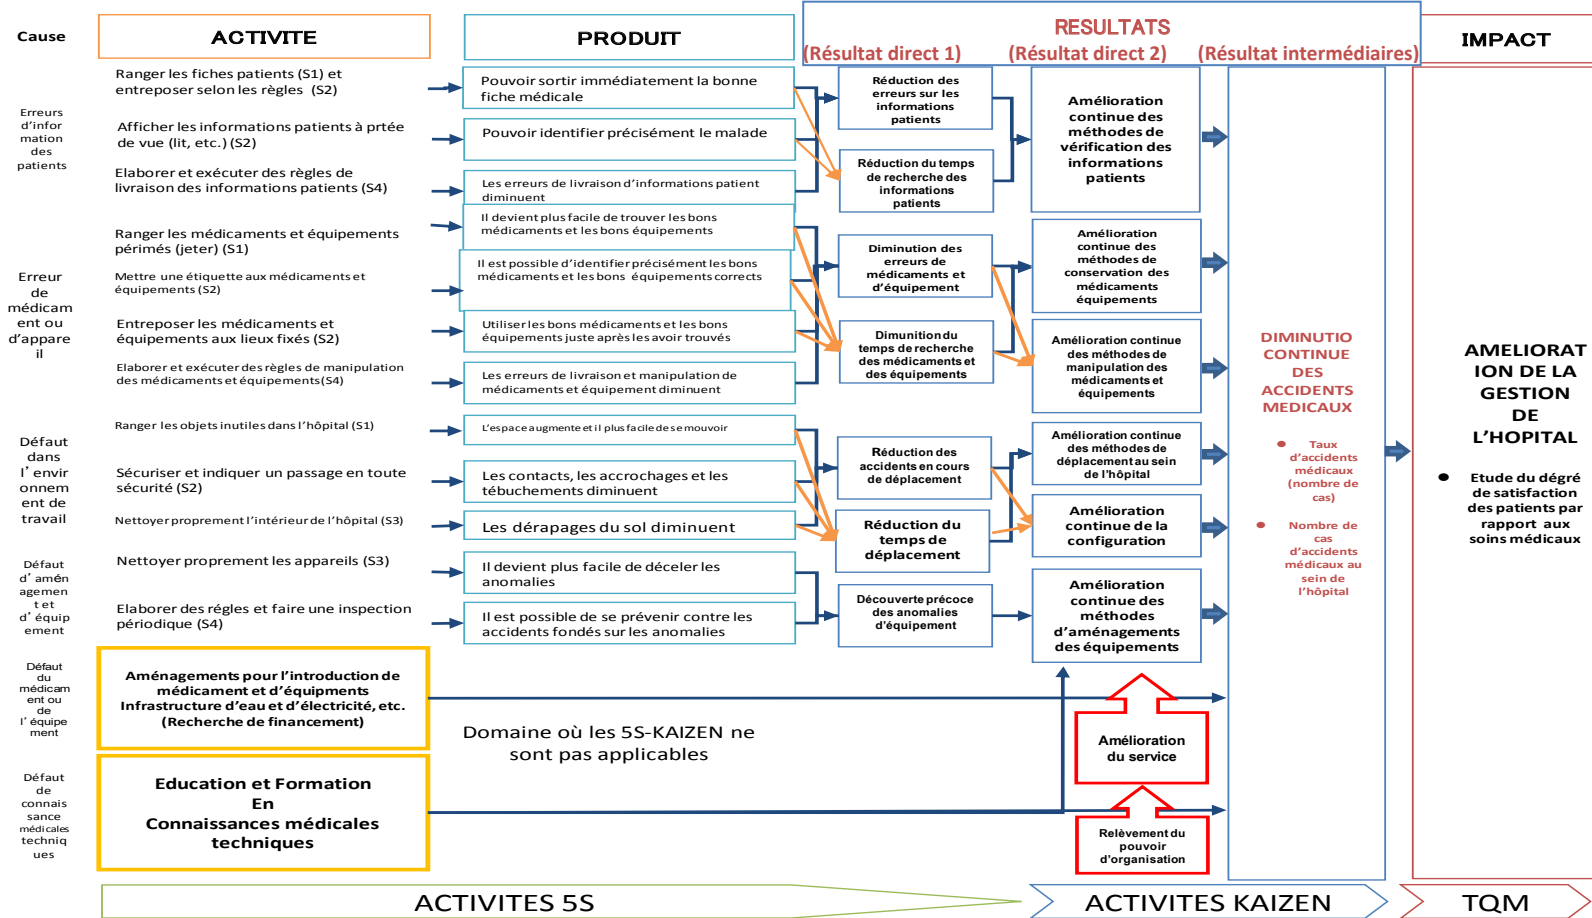 Cause
ACTIVITE
PRODUIT
RESULTATS
(Résultat direct 1)
(Résultat direct 2)
(Résultat intermédiaires)
IMPACT
Erreurs
d’infor
mation
des
patients
Ranger les fiches patients (S1) et
entreposer selon les règles (S2)
Afficher les informations patients à prtée
de vue (lit, etc.) (S2)
Elaborer et exécuter des règles de
livraison des informations patients (S4)
Pouvoir sortir immédiatement la bonne
fiche médicale
Pouvoir identifier précisément le malade
Les erreurs de livraison d’informations patient
diminuent
Réduction des
erreurs sur les
informations
patients
Réduction du temps
de recherche des
informations
patients
Amélioration
continue des
méthodes de
vérification des
informations
patients
Erreur
de
médicam
ent ou
d’appare
il
Ranger les médicaments et équipements
périmés (jeter) (S1)
Mettre une étiquette aux médicaments et
équipements (S2)
Entreposer les médicaments et
équipements aux lieux fixés (S2)
Elaborer et exécuter des règles de manipulation
des médicaments et équipements(S4)
Il devient plus facile de trouver les bons
médicaments et les bons équipements
Il est possible d’identifier précisément les bons
médicaments et les bons équipements corrects
Utiliser les bons médicaments et les bons
équipements juste après les avoir trouvés
Les erreurs de livraison et manipulation de
médicaments et équipement diminuent
Diminution des
erreurs de
médicaments et
d’équipement
Dimunition du
temps de recherche
des médicaments et
des équipements
Amélioration
continue des
méthodes de
conservation des
médicaments
équipements
Amélioration continue
des méthodes de
manipulation des
médicaments et
équipements
Défaut
dans
l’envir
onnem
ent de
travail
Ranger les objets inutiles dans l’hôpital (S1)
Sécuriser et indiquer un passage en toute
sécurité (S2)
Nettoyer proprement l’intérieur de l’hôpital (S3)
L’espace augmente et il plus facile de se mouvoir
Les contacts, les accrochages et les
tébuchements diminuent
Les dérapages du sol diminuent
Réduction des
accidents en cours
de déplacement
Réduction du
temps de
déplacement
Amélioration continue
des méthodes de
déplacement au sein
de l’hôpital
Amélioration
continue de la
configuration
Défaut
d’amén
agemen
t et
d’équip
ement
Nettoyer proprement les appareils (S3)
Elaborer des régles et faire une inspection
périodique (S4)
Il devient plus facile de déceler les
anomalies
Il est possible de se prévenir contre les
accidents fondés sur les anomalies
Découverte précoce
des anomalies
d’équipement
Amélioration
continue des
méthodes
d’aménagements
des équipements
DIMINUTIO
CONTINUE
DES
ACCIDENTS
MEDICAUX
• Taux
d’accidents
médicaux
(nombre de
cas)
• Nombre de
cas
d’accidents
médicaux au
sein de
l’hôpital
AMELIORAT
ION DE LA
GESTION
DE
L’HOPITAL
• Etude du dégré
de satisfaction
des patients par
rapport aux
soins médicaux
Défaut
du
médicam
ent ou
de
l’équipe
ment
Aménagements pour l’introduction de
médicament et d’équipments
Infrastructure d’eau et d’électricité, etc.
(Recherche de financement)
Domaine où les 5S-KAIZEN ne
sont pas applicables
Amélioration
du service
Défaut
de
connais
sance
médicales
techniq
ues
Education et Formation
En
Connaissances médicales
techniques
Relèvement du
pouvoir
d’organisation
ACTIVITES 5S
ACTIVITES KAIZEN
TQM